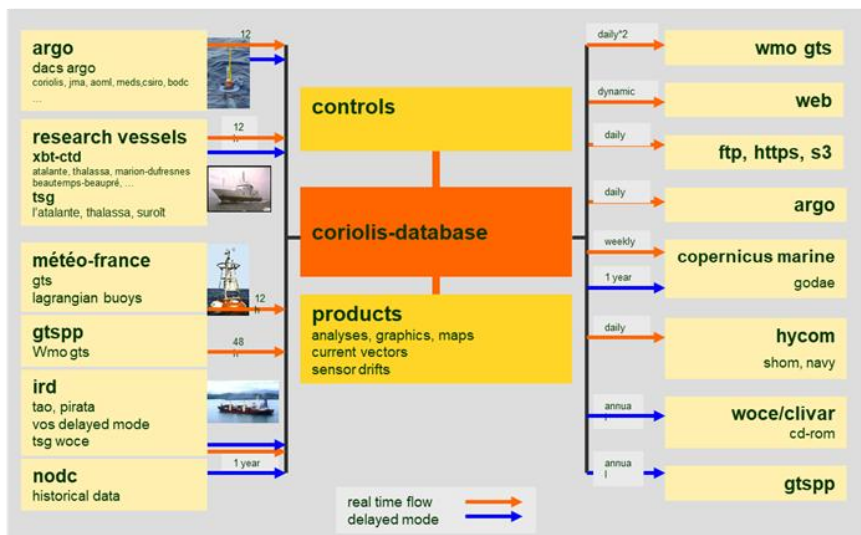 argo
dacs argo
coriolis, jma, aoml, meds,csiro, bodc
...
12
research vessels
xbt-ctd
atalante, thalassa, marion-dufresnes
beautemps-beaupré, ...
tsg
l'atalante, thalassa, suroît
12
h
météo-france
gts
lagrangian buoys
12
h
gtspp
Wmo gts
48
ird
tao, pirata
vos delayed mode
tsg woce
nodc
historical data
1 year
controls
coriolis-database
products
analyses, graphics, maps
current vectors
sensor drifts
real time flow
delayed mode
daily*2
wmo gts
dynamic
web
daily
ftp, https, s3
daily
argo
weekly
copernicus marine
1 year
godae
daily
hycom
shom, navy
annua
l
woce/clivar
cd-rom
annua
l
gtspp